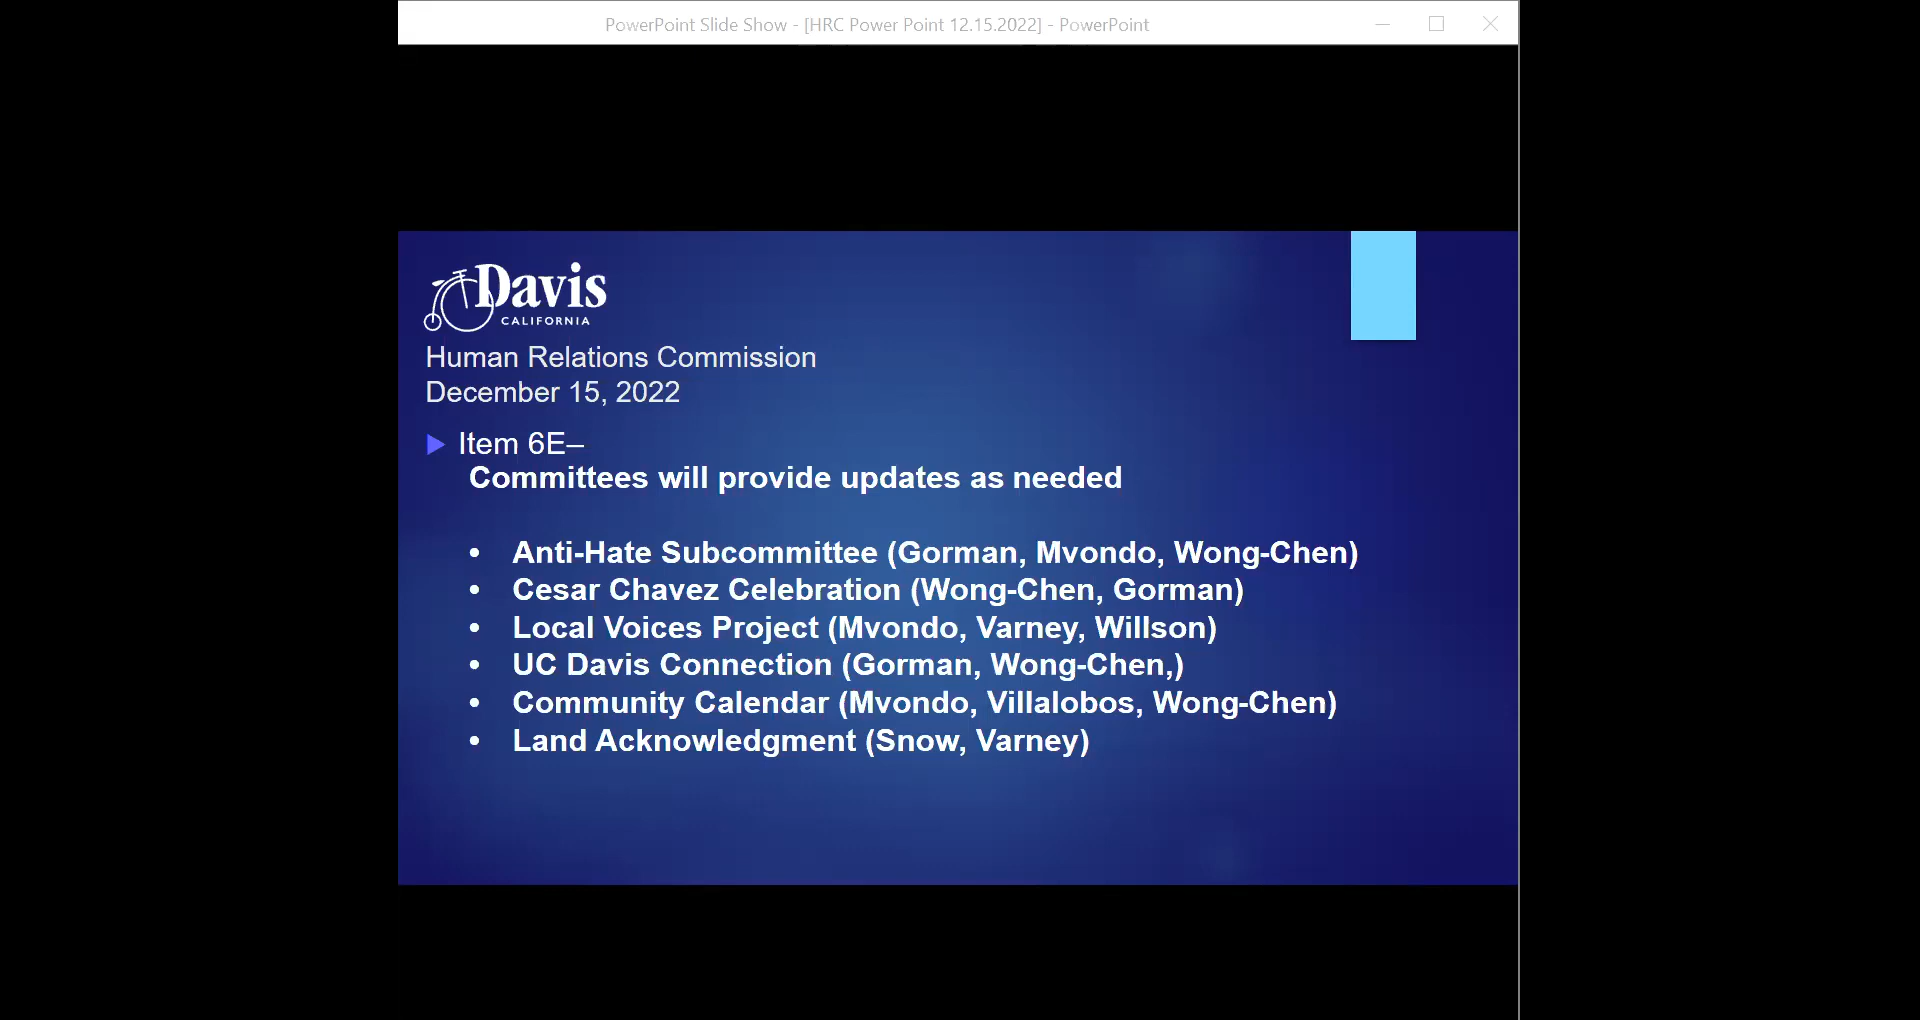 PowerPoint Slide Show - [HRC Power Point 12.15.2022] - PowerPoint
Davis
CALIFORNIA
Human Relations Commission
December 15, 2022
Item 6E–
Committees will provide updates as needed
• Anti-Hate Subcommittee (Gorman, Mvondo, Wong-Chen)
• Cesar Chavez Celebration (Wong-Chen, Gorman)
• Local Voices Project (Mvondo, Varney, Willson)
• UC Davis Connection (Gorman, Wong-Chen,)
• Community Calendar (Mvondo, Villalobos, Wong-Chen)
• Land Acknowledgment (Snow, Varney)